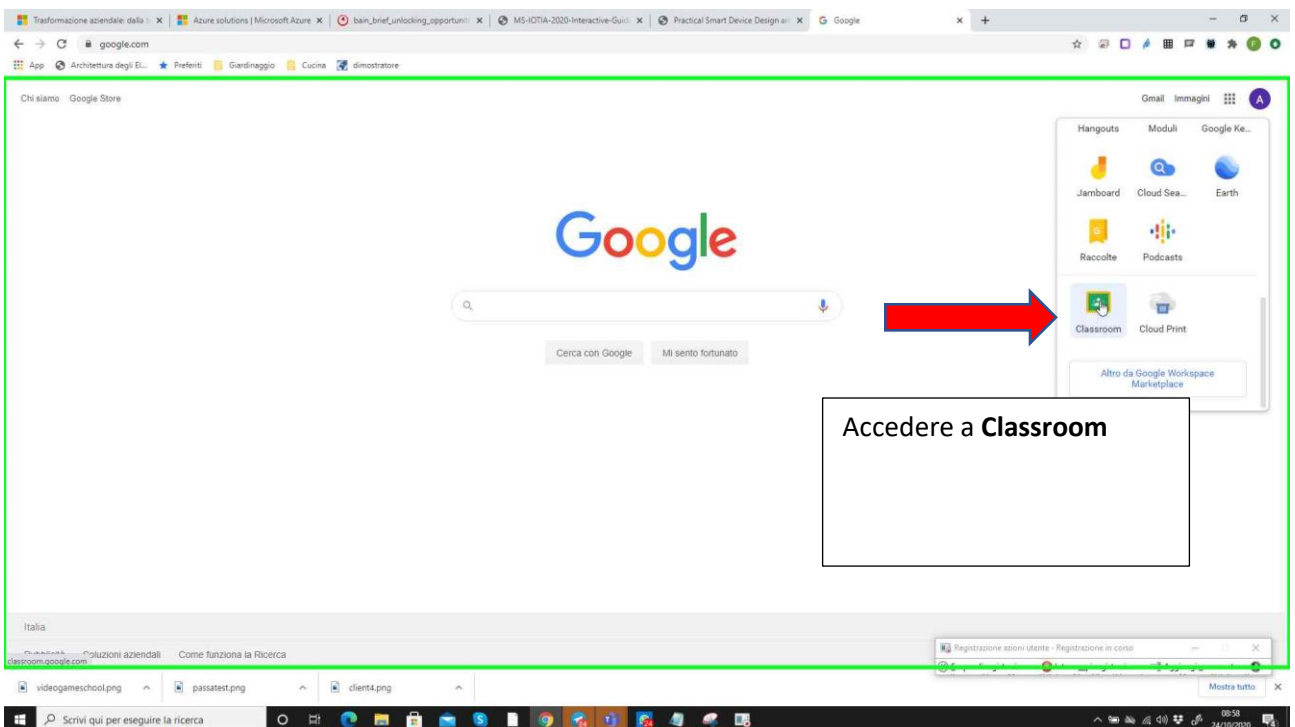 Trasformazione aziendale: dalla
Azure solutions | Microsoft Azure
bain_brief_unlocking_opportuni
MS-IOTIA-2020-Interactive-Guid
Practical Smart Device Design an
Google
google.com
App
Architettura degli El...
Preferiti
Giardinaggio
Cucina
dimostratore
Chi siamo
Google Store
Gmail
Immagini
A
Hangouts
Moduli
Google Ke...
Jamboard
Cloud Sea...
Earth
Raccolte
Podcasts
Classroom
Cloud Print
Altro da Google Workspace
Marketplace
Google
Cerca con Google
Mi sento fortunato
Accedere a Classroom
Italia
Soluzioni aziendali
Come funziona la Ricerca
classroom.google.com
Registrazione azioni utente - Registrazione in corso
videogameschool.png
passatest.png
client4.png
Mostra tutto
Scrivi qui per eseguire la ricerca
08:58
24/10/2020